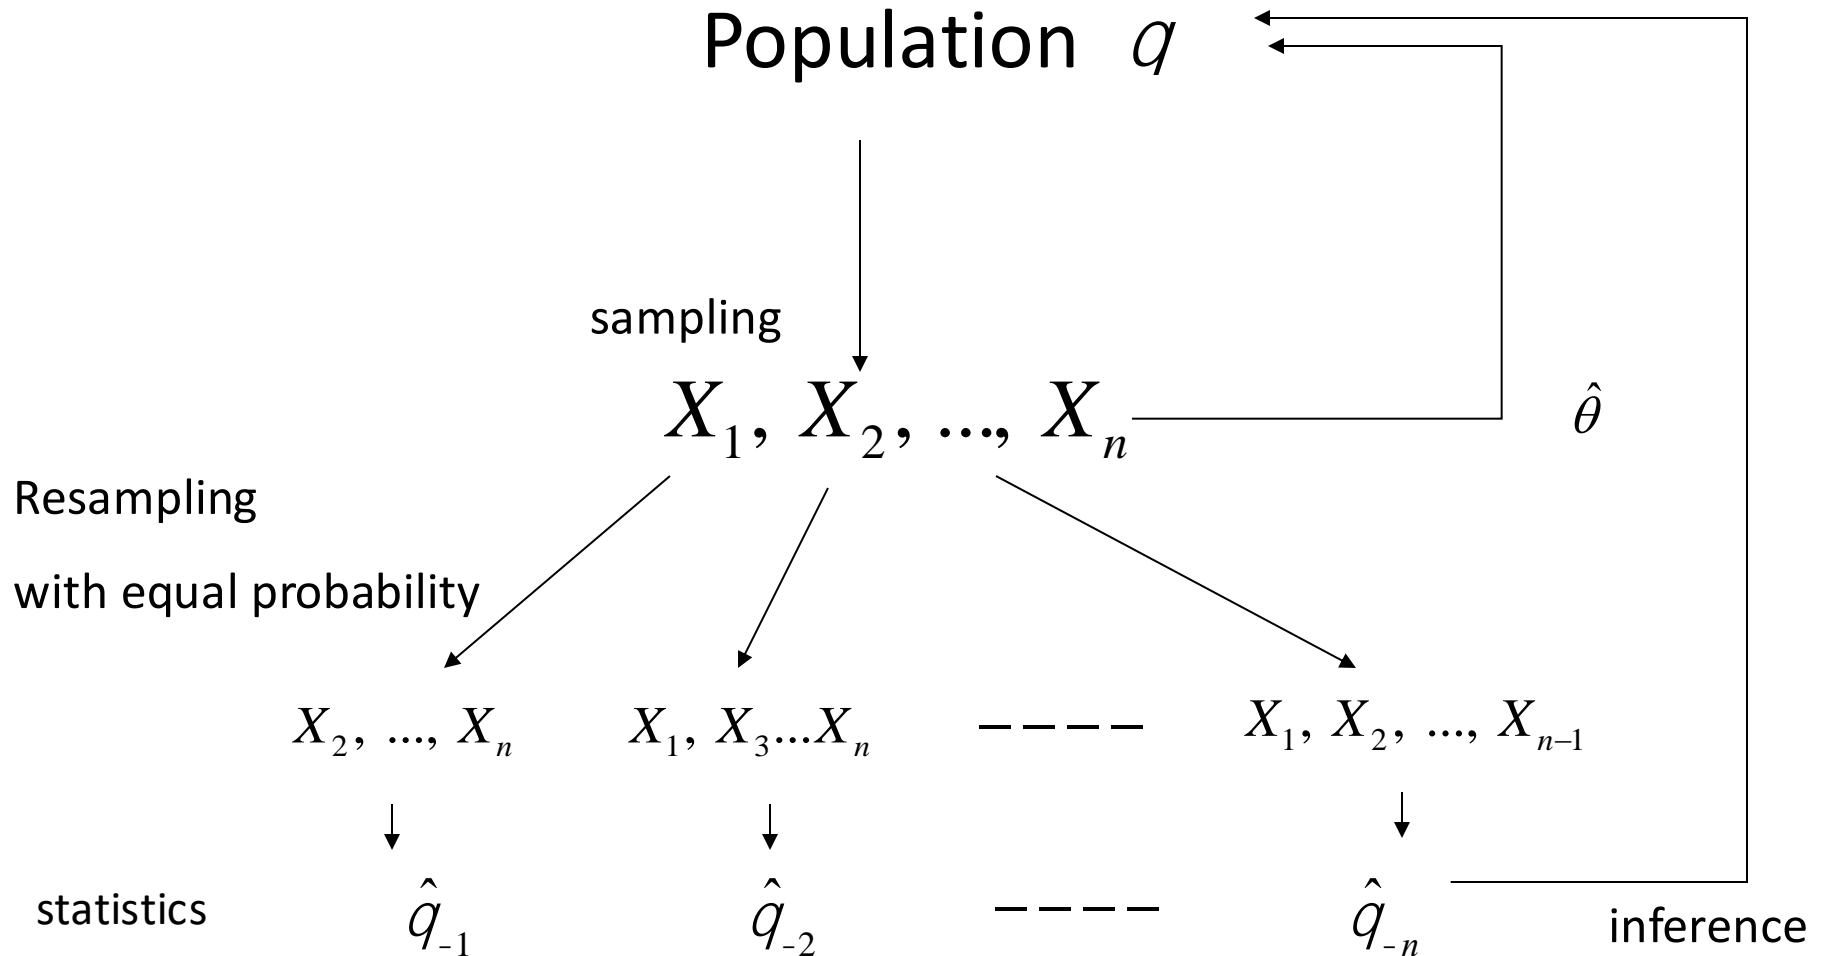 Population q
sampling
X₁, X₂, ..., Xₙ
θ̂
Resampling
with equal probability
X₂, ..., Xₙ
X₁, X₃...Xₙ
X₁, X₂, ..., Xₙ₋₁
statistics
q̂₋₁
q̂₋₂
q̂₋ₙ
inference